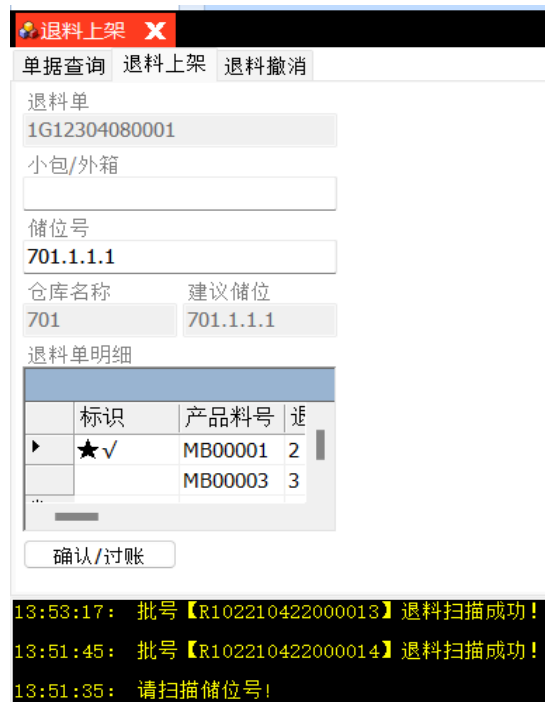 退料上架 X
单据查询 退料上架 退料撤消
退料单
1G12304080001
小包/外箱
储位号
701.1.1.1
仓库名称 建议储位
701 701.1.1.1
退料单明细
标识 产品料号
★√ MB00001 2
MB00003 3
确认/过账
13:53:17: 批号【R102210422000013】退料扫描成功!
13:51:45: 批号【R102210422000014】退料扫描成功!
13:51:35: 请扫描储位号!